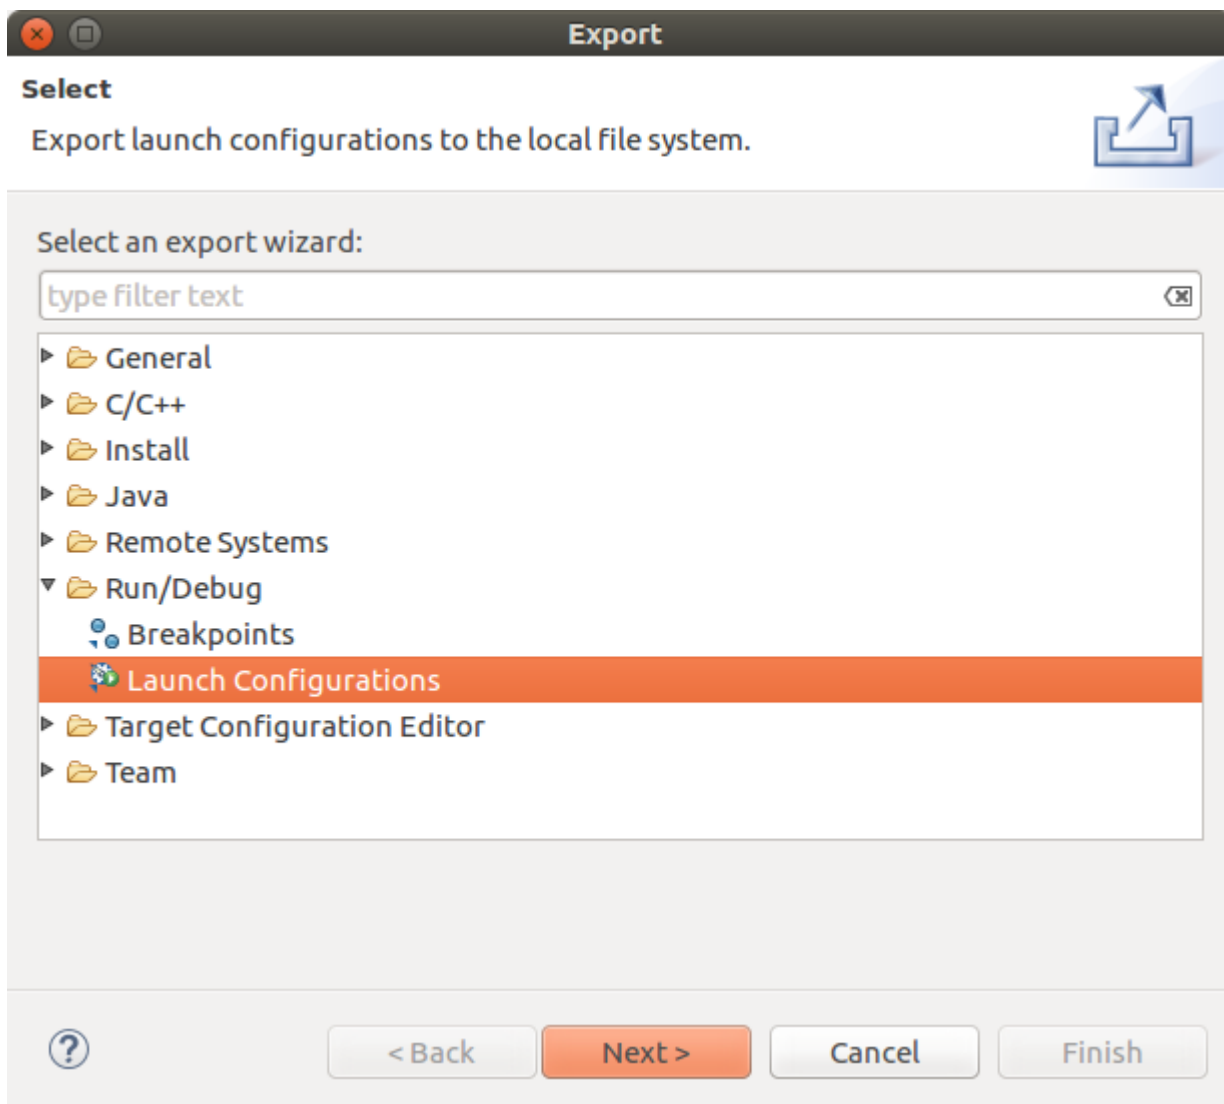 Export
Select
Export launch configurations to the local file system.
Select an export wizard:
type filter text
General
C/C++
Install
Java
Remote Systems
Run/Debug
Breakpoints
Launch Configurations
Target Configuration Editor
Team
?
< Back Next > Cancel Finish